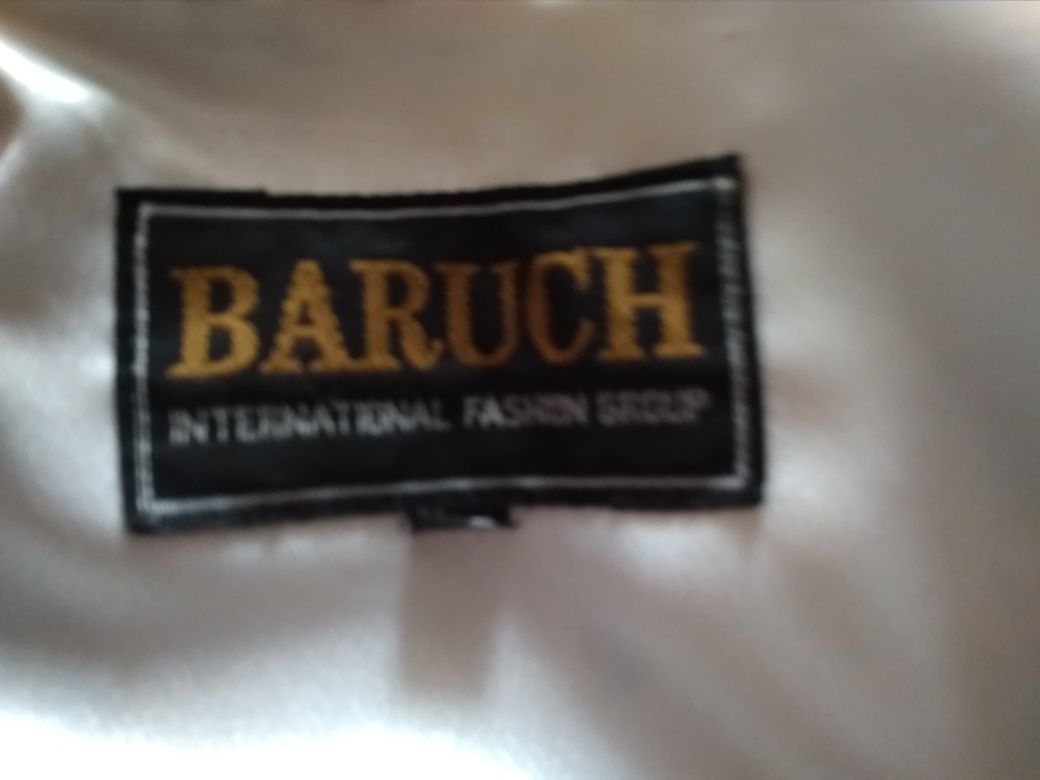 BARUCH
INTERNATIONAL FASHION GROUP